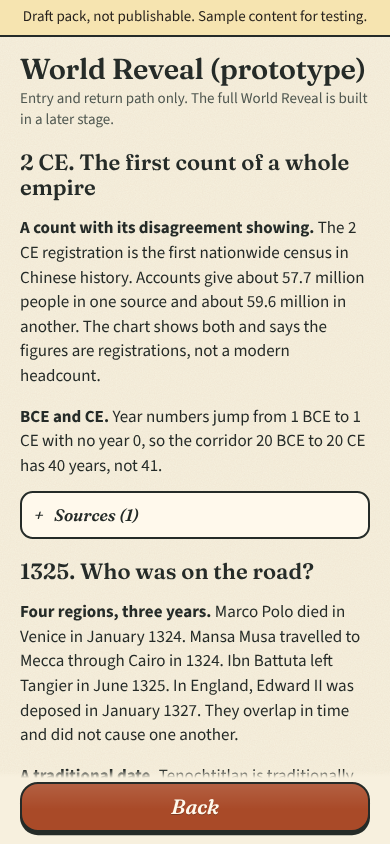 Draft pack, not publishable. Sample content for testing.
World Reveal (prototype)
Entry and return path only. The full World Reveal is built
in a later stage.
2 CE. The first count of a whole
empire
A count with its disagreement showing. The 2
CE registration is the first nationwide census in
Chinese history. Accounts give about 57.7 million
people in one source and about 59.6 million in
another. The chart shows both and says the
figures are registrations, not a modern
headcount.
BCE and CE. Year numbers jump from 1 BCE to 1
CE with no year 0, so the corridor 20 BCE to 20 CE
has 40 years, not 41.
+ Sources (1)
1325. Who was on the road?
Four regions, three years. Marco Polo died in
Venice in January 1324. Mansa Musa travelled to
Mecca through Cairo in 1324. Ibn Battuta left
Tangier in June 1325. In England, Edward II was
deposed in January 1327. They overlap in time
and did not cause one another.
A traditional date. Tenochtitlan is traditionally
Back